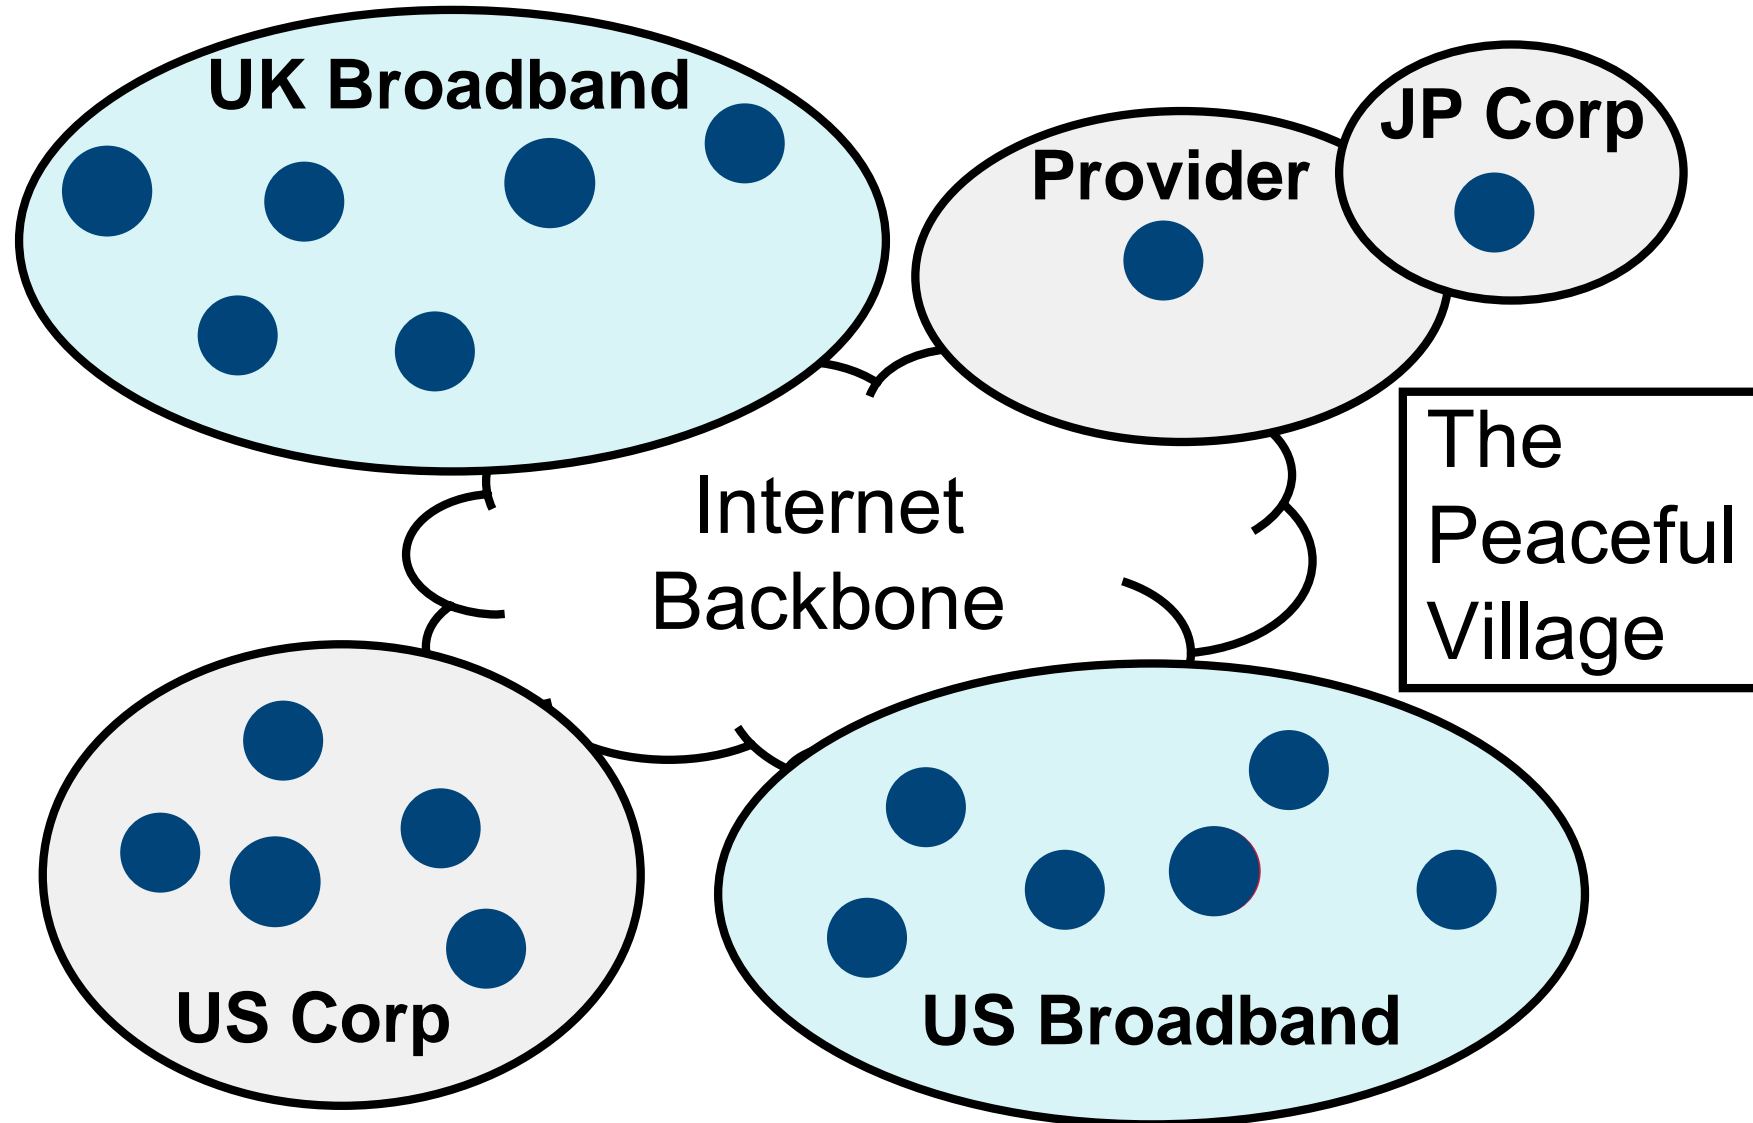 UK Broadband
JP Corp
Provider
The
Peaceful
Village
Internet
Backbone
US Corp
US Broadband